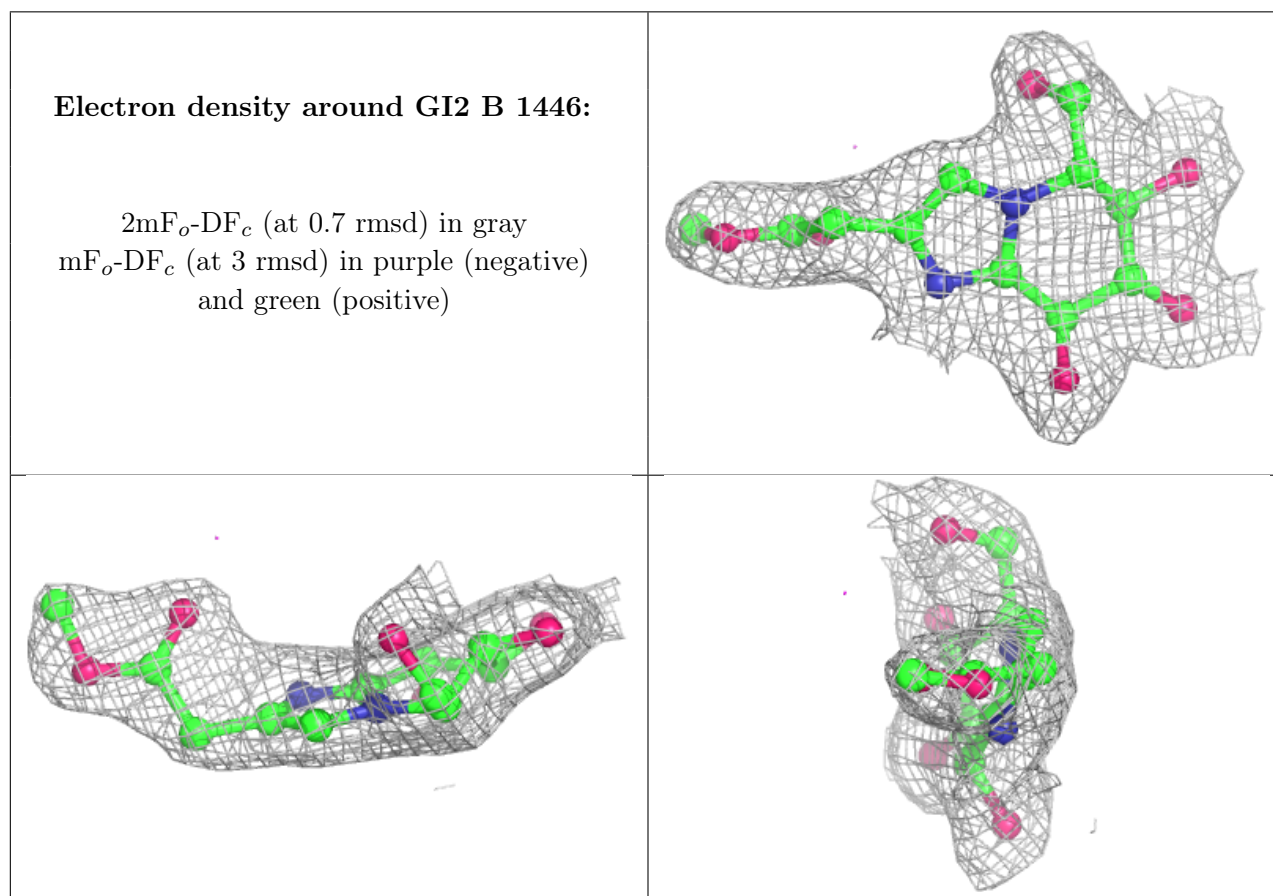 Electron density around GI2 B 1446:
2mFo-DFc (at 0.7 rmsd) in gray
mFo-DFc (at 3 rmsd) in purple (negative)
and green (positive)